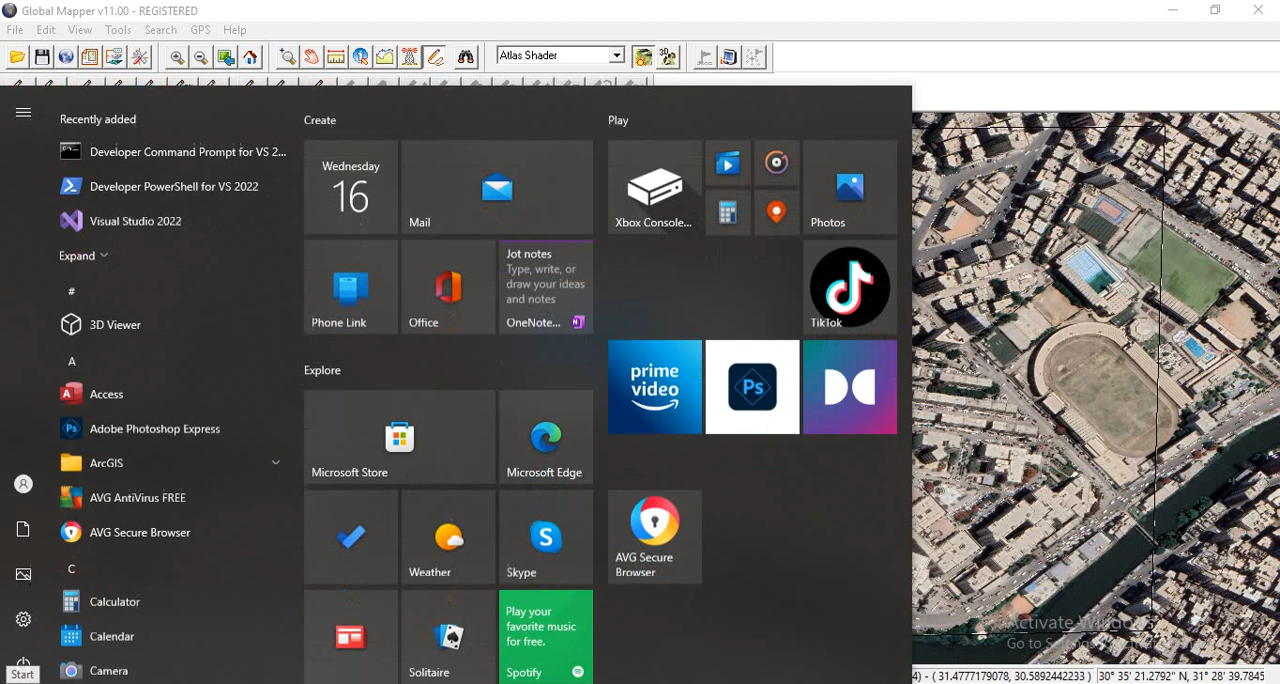 Global Mapper v11.00 - REGISTERED
File Edit View Tools Search GPS Help
Atlas Shader
3D
Recently added
Developer Command Prompt for VS 2...
Developer PowerShell for VS 2022
Visual Studio 2022
Expand
#
3D Viewer
A
Access
Adobe Photoshop Express
ArcGIS
AVG AntiVirus FREE
AVG Secure Browser
C
Calculator
Calendar
Camera
Start
Create
Wednesday
16
Mail
Phone Link
Office
Jot notes
Type, write, or
draw your ideas
and notes
OneNote...
Explore
Microsoft Store
Microsoft Edge
Weather
Skype
Solitaire
Play your
favorite music
for free.
Spotify
Play
Xbox Console...
Photos
TikTok
prime
video
Ps
AVG Secure
Browser
Activate Windows
Go to Settings
4) - ( 31.4777179078, 30.5892442233 ) 30° 35' 21.2792" N, 31° 28' 39.7845